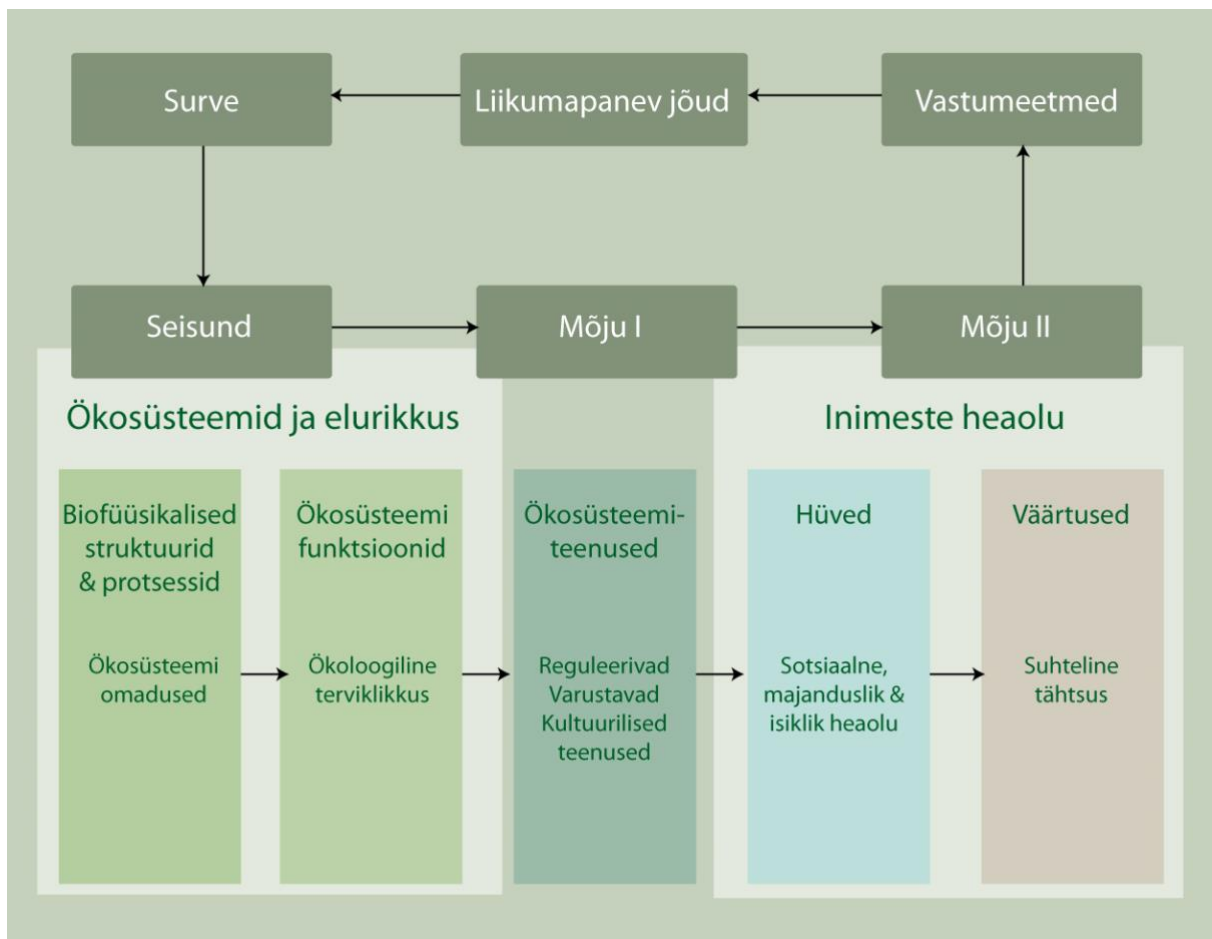 Surve
Liikumapanev jõud
Vastumeetmed
Seisund
Mõju I
Mõju II
Ökosüsteemid ja elurikkus
Inimeste heaolu
Biofüüsikalised
struktuurid
& protsessid
Ökosüsteemi
omadused
Ökosüsteemi
funktsioonid
Ökoloogiline
terviklikkus
Ökosüsteemi-
teenused
Reguleerivad
Varustavad
Kultuurilised
teenused
Hüved
Sotsiaalne,
majanduslik &
isiklik heaolu
Väärtused
Suhteline
tähtsus